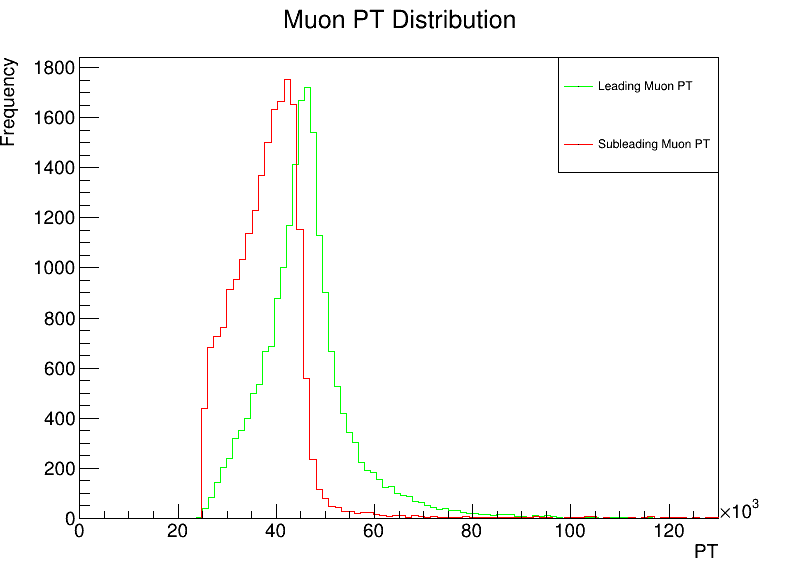 Muon PT Distribution
Frequency
1800
1600
1400
1200
1000
800
600
400
200
0
Leading Muon PT
Subleading Muon PT
0 20 40 60 80 100 120 ×10³
PT